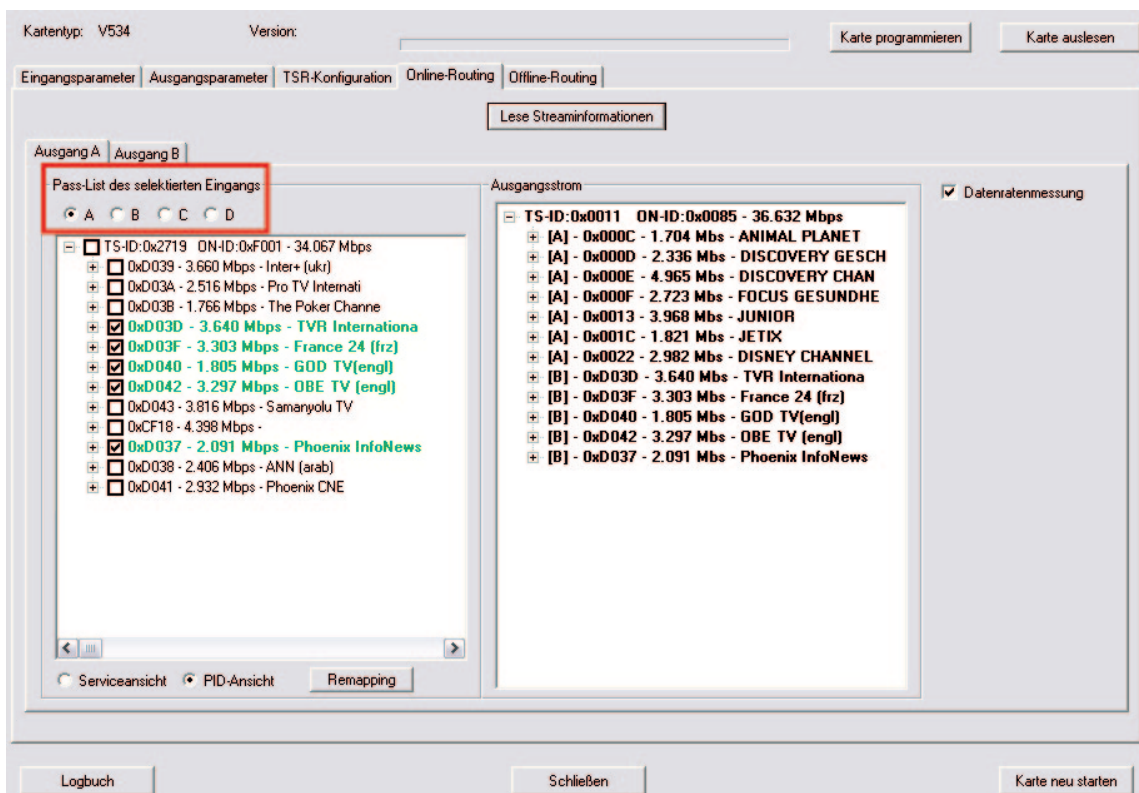 Kartentyp: V534 Version: Karte programmieren Karte auslesen
Eingangsparameter Ausgangsparameter TSR-Konfiguration Online-Routing Offline-Routing
Lese Streaminformationen
Ausgang A Ausgang B
Pass-List des selektierten Eingangs
A B C D
TS-ID:0x2719 ON-ID:0xF001 - 34.067 Mbps
0xD039 - 3.660 Mbps - Inter+ (ukr)
0xD03A - 2.516 Mbps - Pro TV Internati
0xD03B - 1.766 Mbps - The Poker Channe
0xD03D - 3.640 Mbps - TVR Internationa
0xD03F - 3.303 Mbps - France 24 (frz)
0xD040 - 1.805 Mbps - GOD TV(engl)
0xD042 - 3.297 Mbps - OBE TV (engl)
0xD043 - 3.816 Mbps - Samanyolu TV
0xCF18 - 4.398 Mbps -
0xD037 - 2.091 Mbps - Phoenix InfoNews
0xD038 - 2.406 Mbps - ANN (arab)
0xD041 - 2.932 Mbps - Phoenix CNE
Serviceansicht PID-Ansicht Remapping
Ausgangsstrom
TS-ID:0x0011 ON-ID:0x0085 - 36.632 Mbps
[A] - 0x000C - 1.704 Mbs - ANIMAL PLANET
[A] - 0x000D - 2.336 Mbs - DISCOVERY GESCH
[A] - 0x000E - 4.965 Mbs - DISCOVERY CHAN
[A] - 0x000F - 2.723 Mbs - FOCUS GESUNDHE
[A] - 0x0013 - 3.968 Mbs - JUNIOR
[A] - 0x001C - 1.821 Mbs - JETIX
[A] - 0x0022 - 2.982 Mbs - DISNEY CHANNEL
[B] - 0xD03D - 3.640 Mbs - TVR Internationa
[B] - 0xD03F - 3.303 Mbs - France 24 (frz)
[B] - 0xD040 - 1.805 Mbs - GOD TV(engl)
[B] - 0xD042 - 3.297 Mbs - OBE TV (engl)
[B] - 0xD037 - 2.091 Mbs - Phoenix InfoNews
Datenratenmessung
Logbuch Schließen Karte neu starten